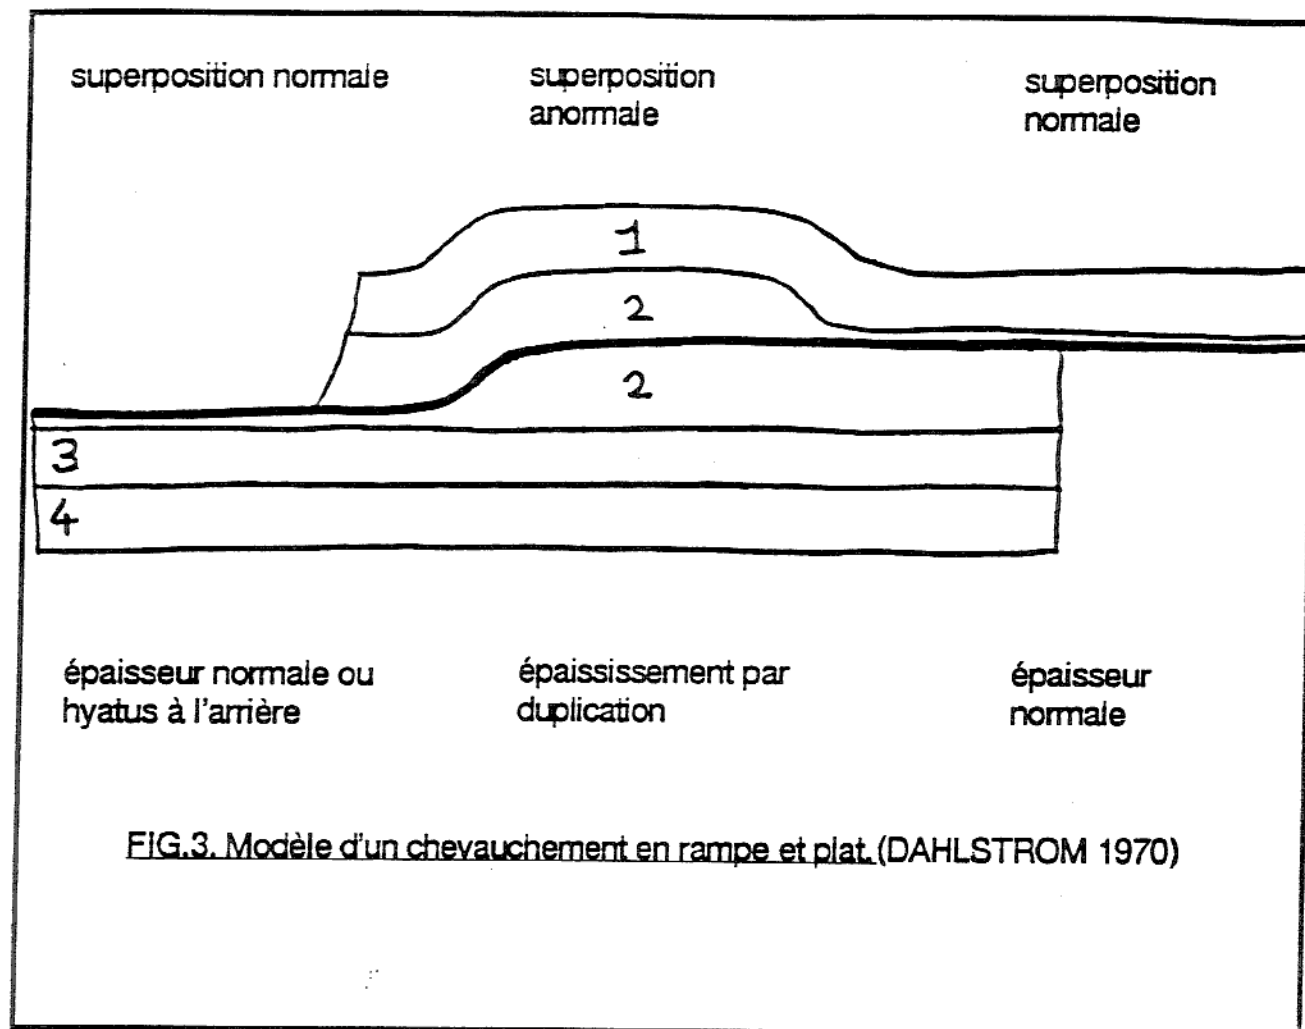 superposition normale
superposition
anormale
superposition
normale
1
2
2
3
4
épaisseur normale ou
hyatus à l'arrière
épaississement par
duplication
épaisseur
normale
FIG.3. Modèle d'un chevauchement en rampe et plat. (DAHLSTROM 1970)